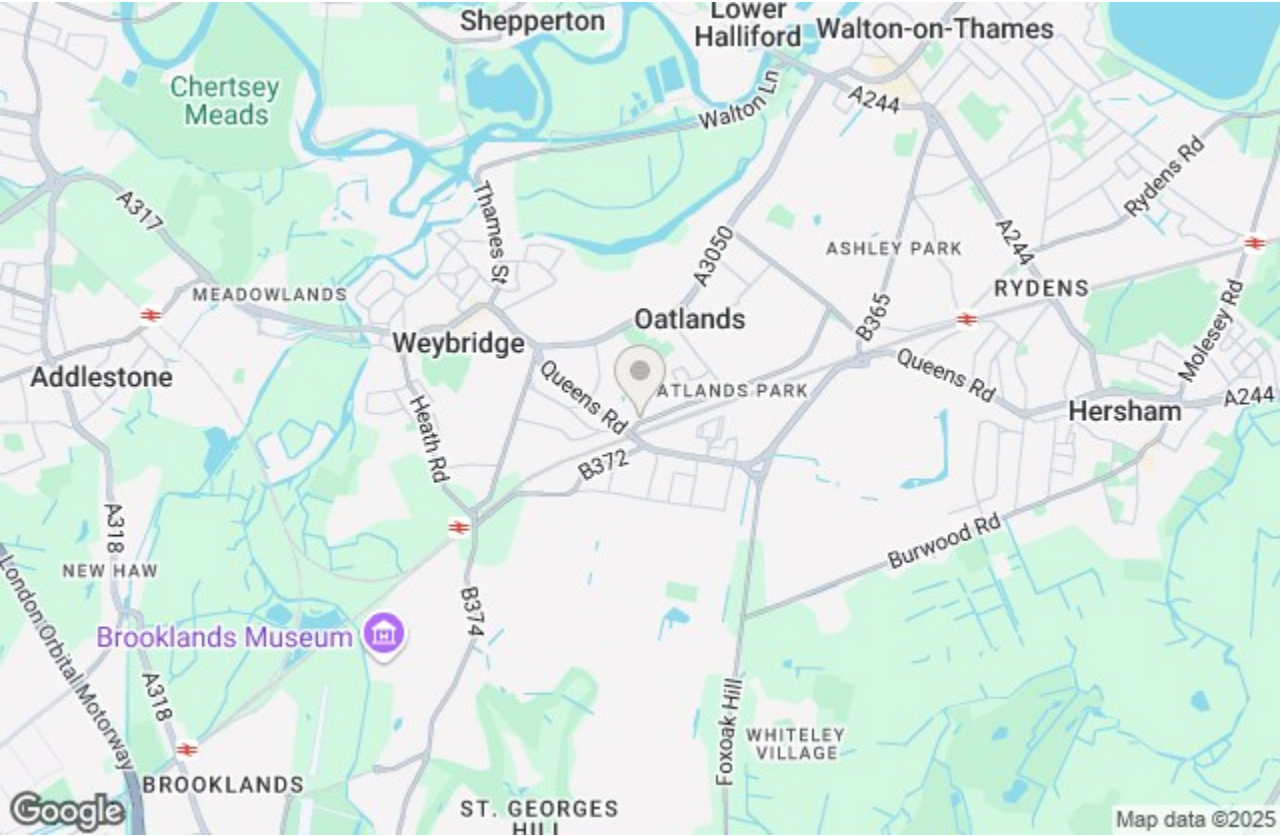 Shepperton
Lower
Halliford
Walton-on-Thames
Chertsey
Meads
Walton Ln
A244
Rydens Rd
A317
Thames St
A3050
ASHLEY PARK
A244
MEADOWLANDS
RYDENS
Oatlands
B365
Molesey Rd
Weybridge
Addlestone
Queens Rd
ATLANDS PARK
Queens Rd
A244
Hersham
Heath Rd
B372
A318
Burwood Rd
NEW HAW
London Orbital Motorway
B374
Brooklands Museum
A318
Foxoak Hill
WHITELEY
VILLAGE
BROOKLANDS
ST. GEORGES
HILL
Google
Map data ©2025